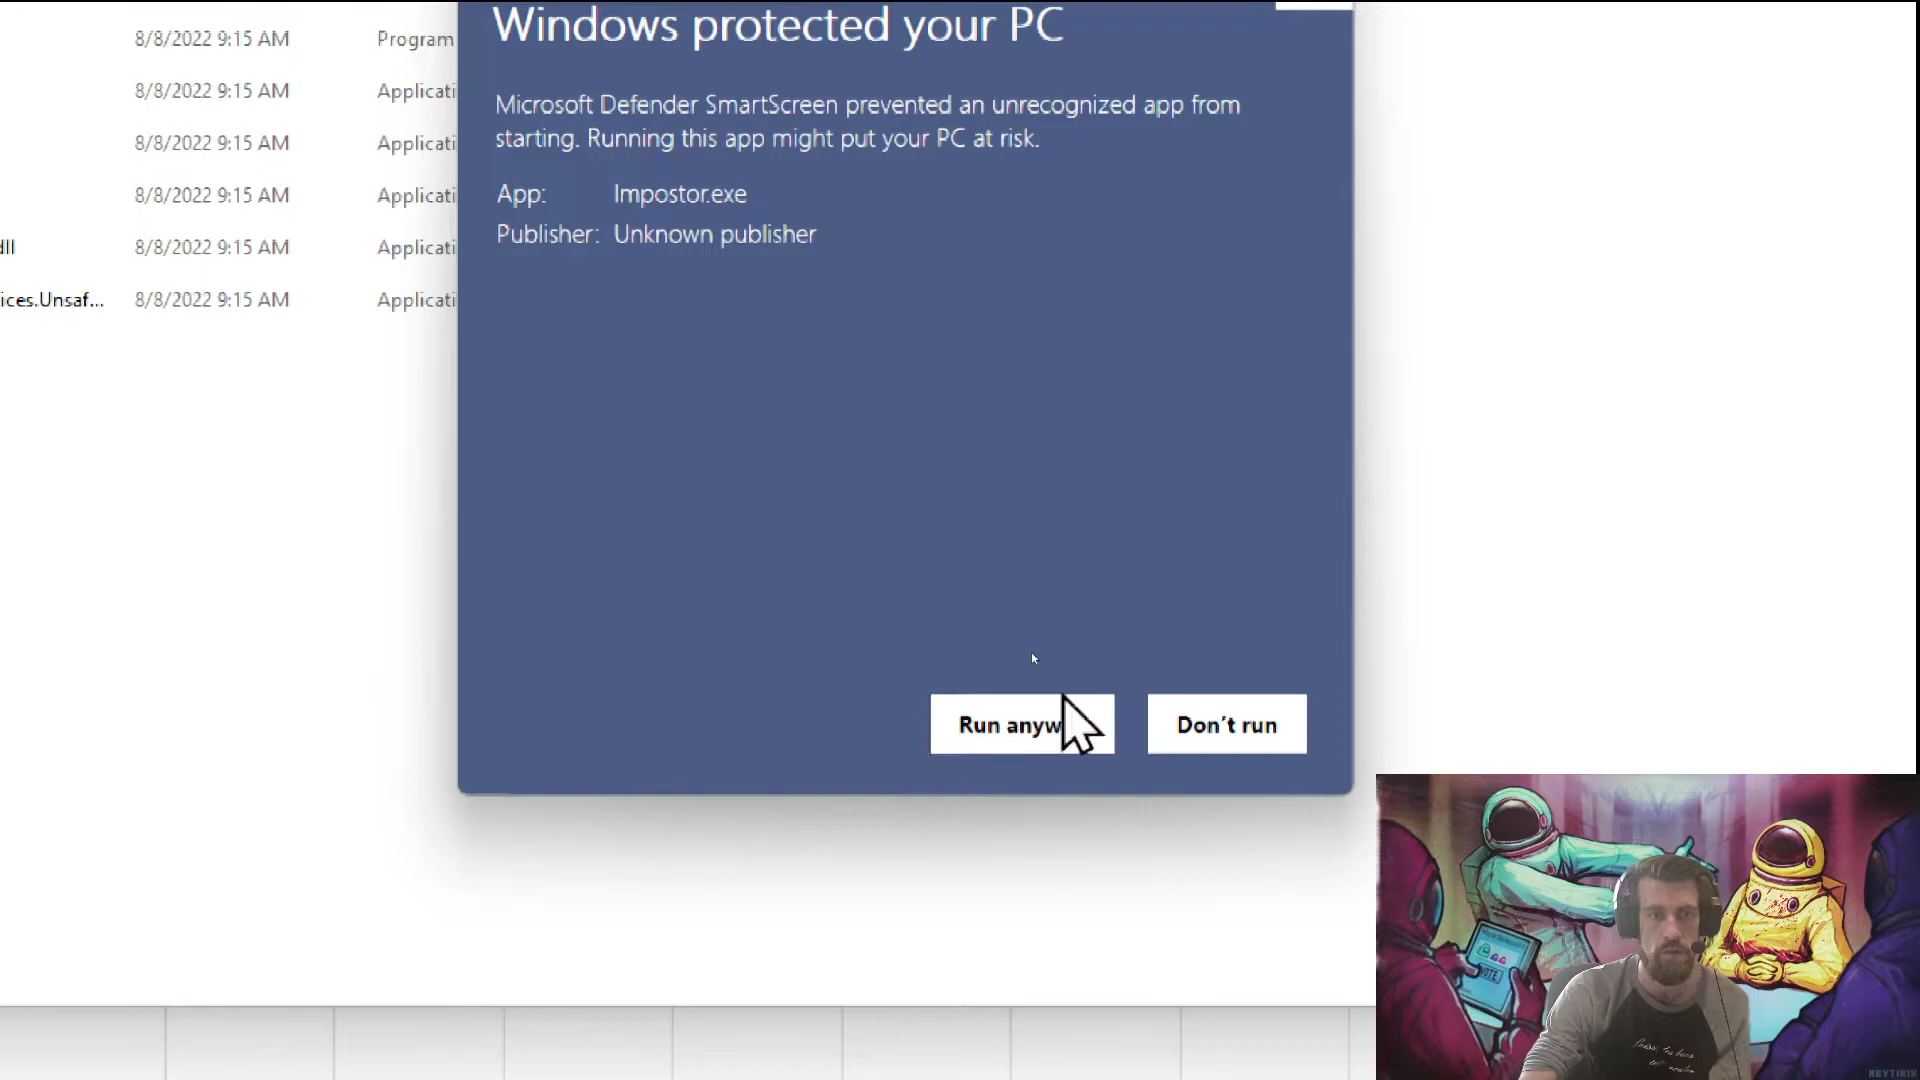 Windows protected your PC
8/8/2022 9:15 AM Program
8/8/2022 9:15 AM Applicati
Microsoft Defender SmartScreen prevented an unrecognized app from
starting. Running this app might put your PC at risk.
8/8/2022 9:15 AM Applicati
8/8/2022 9:15 AM Applicati
App: Impostor.exe
Publisher: Unknown publisher
dll 8/8/2022 9:15 AM Applicati
ices.Unsaf... 8/8/2022 9:15 AM Applicati
Run anyw
Don't run
VOTE